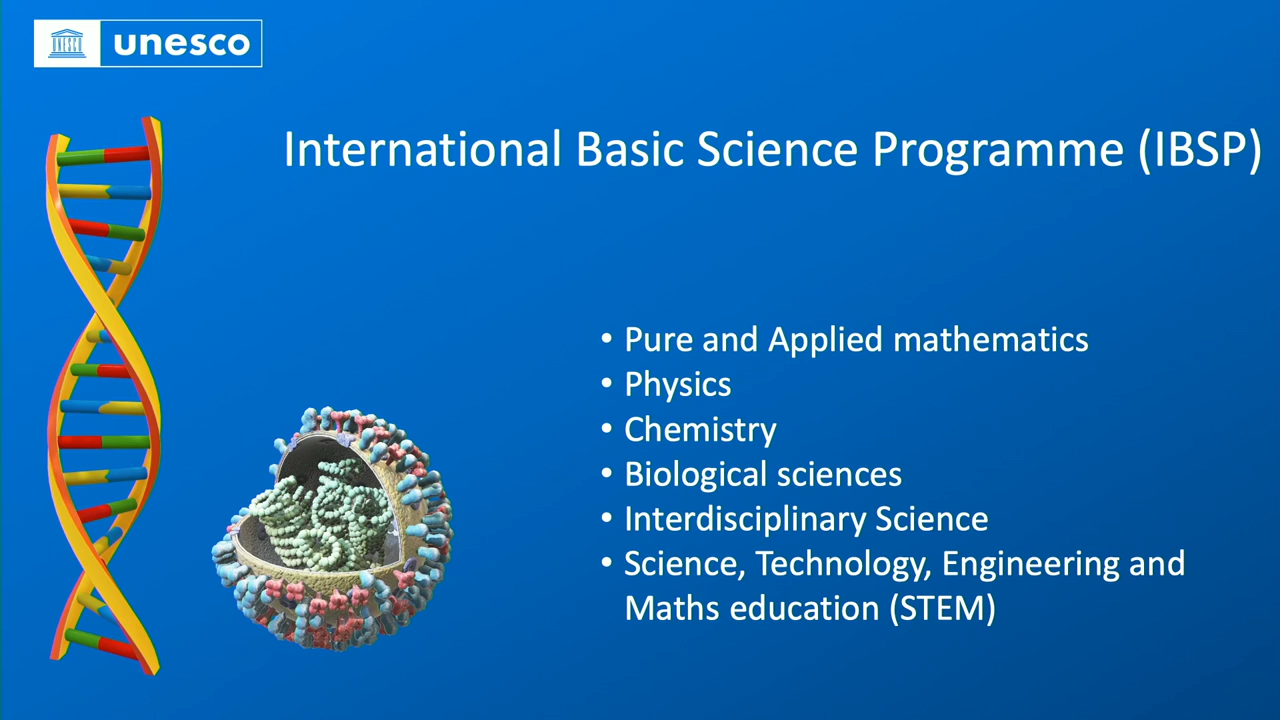 UNESCO
unesco
International Basic Science Programme (IBSP)
• Pure and Applied mathematics
• Physics
• Chemistry
• Biological sciences
• Interdisciplinary Science
• Science, Technology, Engineering and
Maths education (STEM)